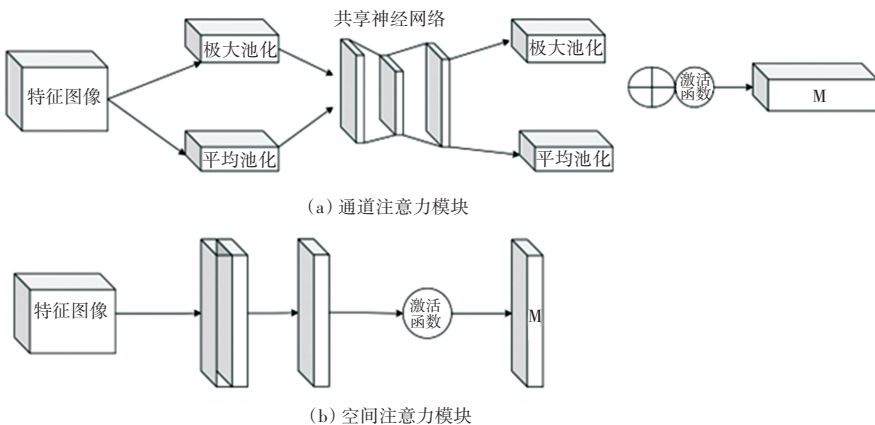 共享神经网络
极大池化
极大池化
特征图像
激活
函数
M
平均池化
平均池化
(a)通道注意力模块
特征图像
激活
函数
M
(b)空间注意力模块